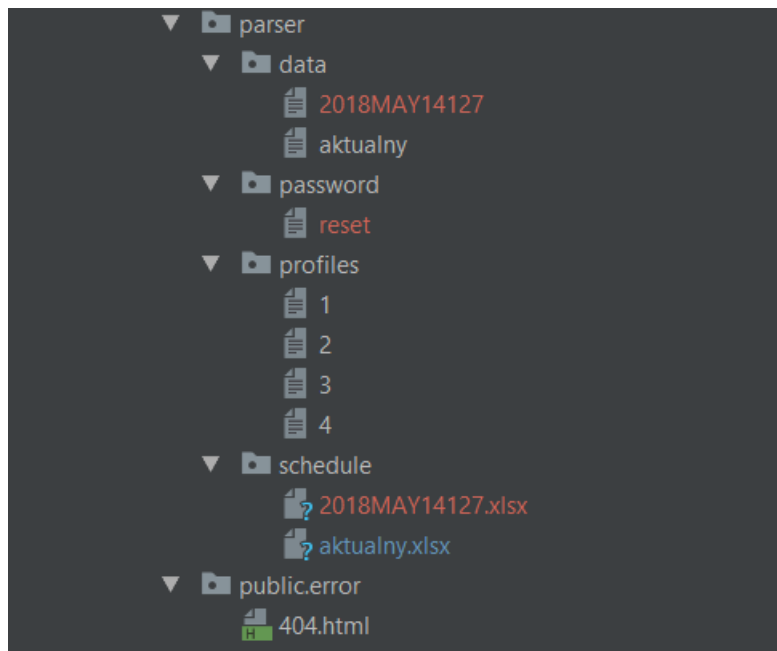 parser
data
2018MAY14127
aktualny
password
reset
profiles
1
2
3
4
schedule
2018MAY14127.xlsx
aktualny.xlsx
public.error
404.html